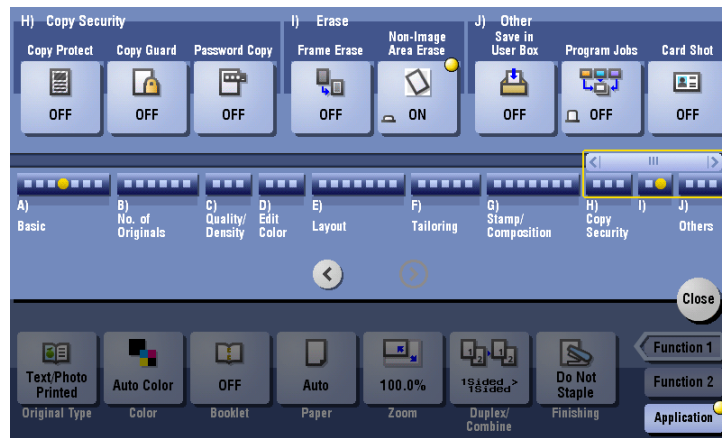 H) Copy Security
I) Erase
J) Other
Copy Protect
Copy Guard
Password Copy
Frame Erase
Non-Image
Area Erase
Save in
User Box
Program Jobs
Card Shot
OFF
OFF
OFF
OFF
ON
OFF
OFF
OFF
A)
Basic
B)
No. of
Originals
C)
Quality/
Density
D)
Edit
Color
E)
Layout
F)
Tailoring
G)
Stamp/
Composition
H)
Copy
Security
I)
J)
Others
Close
Text/Photo
Printed
Original Type
Auto Color
Color
OFF
Booklet
Auto
Paper
100.0%
Zoom
1 2 1 2
1Sided >
1Sided
Duplex/
Combine
Do Not
Staple
Finishing
Function 1
Function 2
Application